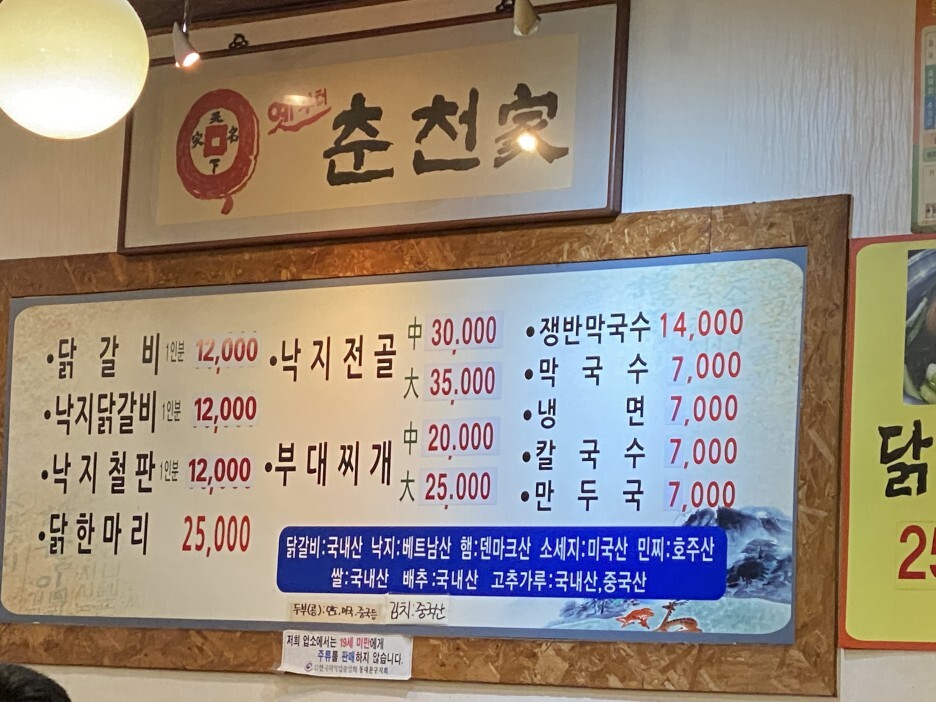 天
家 名
下
옛부터
춘천家
•닭 갈 비 1인분 12,000
•낙지닭갈비 1인분 12,000
•낙 지 철 판 1인분 12,000
•닭 한 마 리 25,000
•낙 지 전 골 中 30,000
大 35,000
•부 대 찌 개 中 20,000
大 25.000
•쟁반막국수 14,000
•막 국 수 7,000
•냉 면 7,000
•칼 국 수 7,000
•만 두 국 7,000
닭갈비:국내산 낙지:베트남산 햄:덴마크산 소세지:미국산 민찌:호주산
쌀:국내산 배추:국내산 고추가루:국내산,중국산
김치:중국산
저희 업소에서는 19세 미만에게
주류를 판매하지 않습니다.
닭